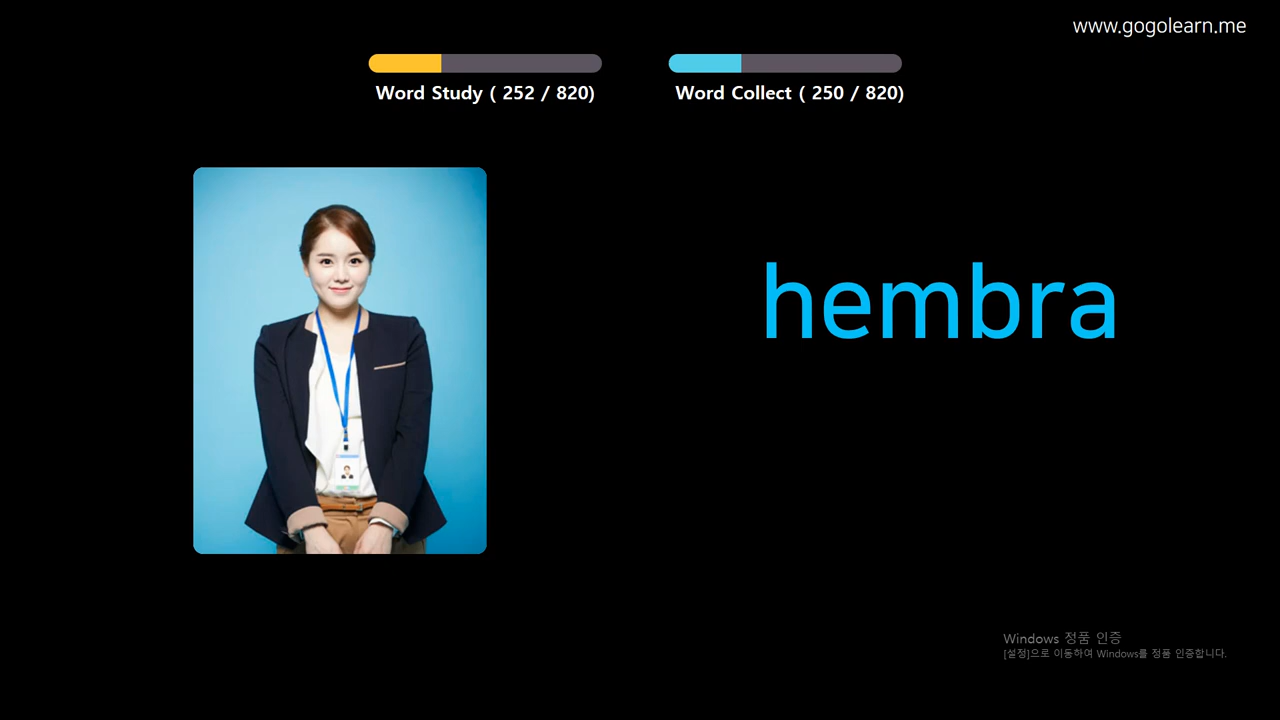 www.gogolearn.me
Word Study ( 252 / 820)
Word Collect ( 250 / 820)
hembra
Windows 정품 인증
[설정]으로 이동하여 Windows를 정품 인증합니다.